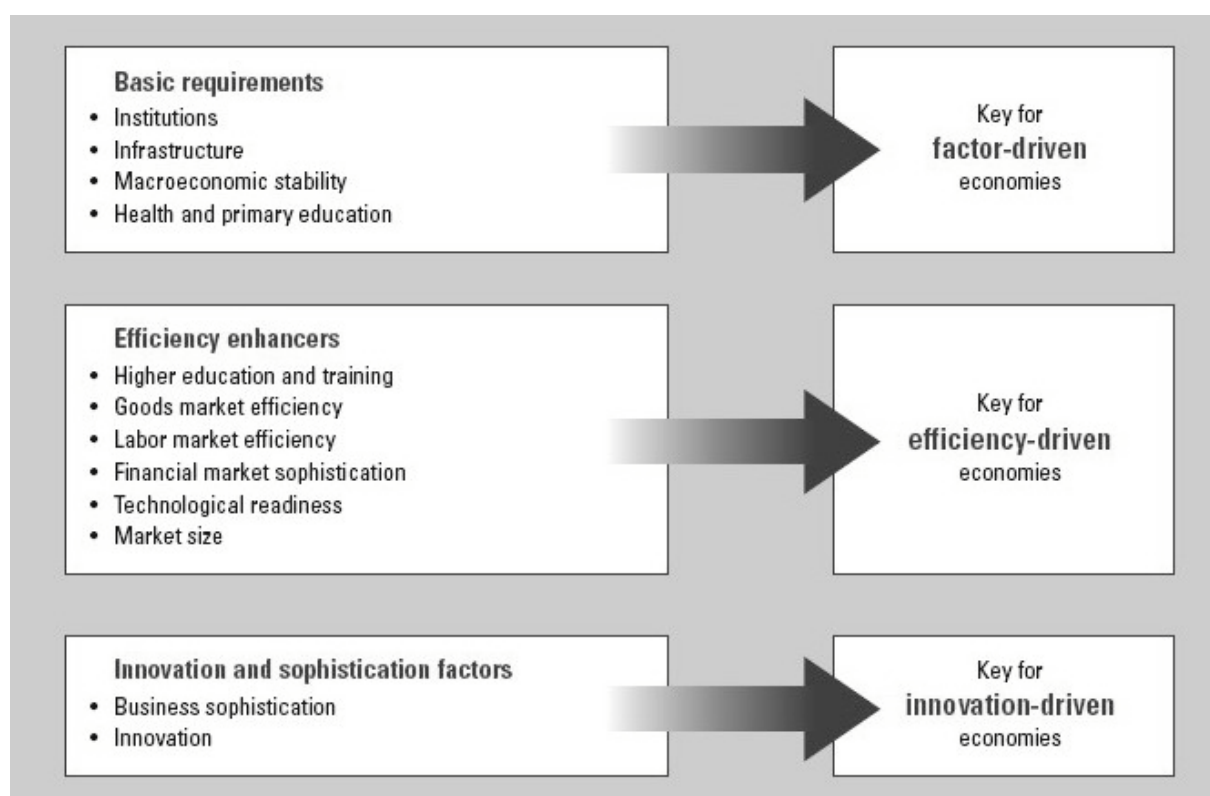 Basic requirements
• Institutions
• Infrastructure
• Macroeconomic stability
• Health and primary education
Key for
factor-driven
economies
Efficiency enhancers
• Higher education and training
• Goods market efficiency
• Labor market efficiency
• Financial market sophistication
• Technological readiness
• Market size
Key for
efficiency-driven
economies
Innovation and sophistication factors
• Business sophistication
• Innovation
Key for
innovation-driven
economies